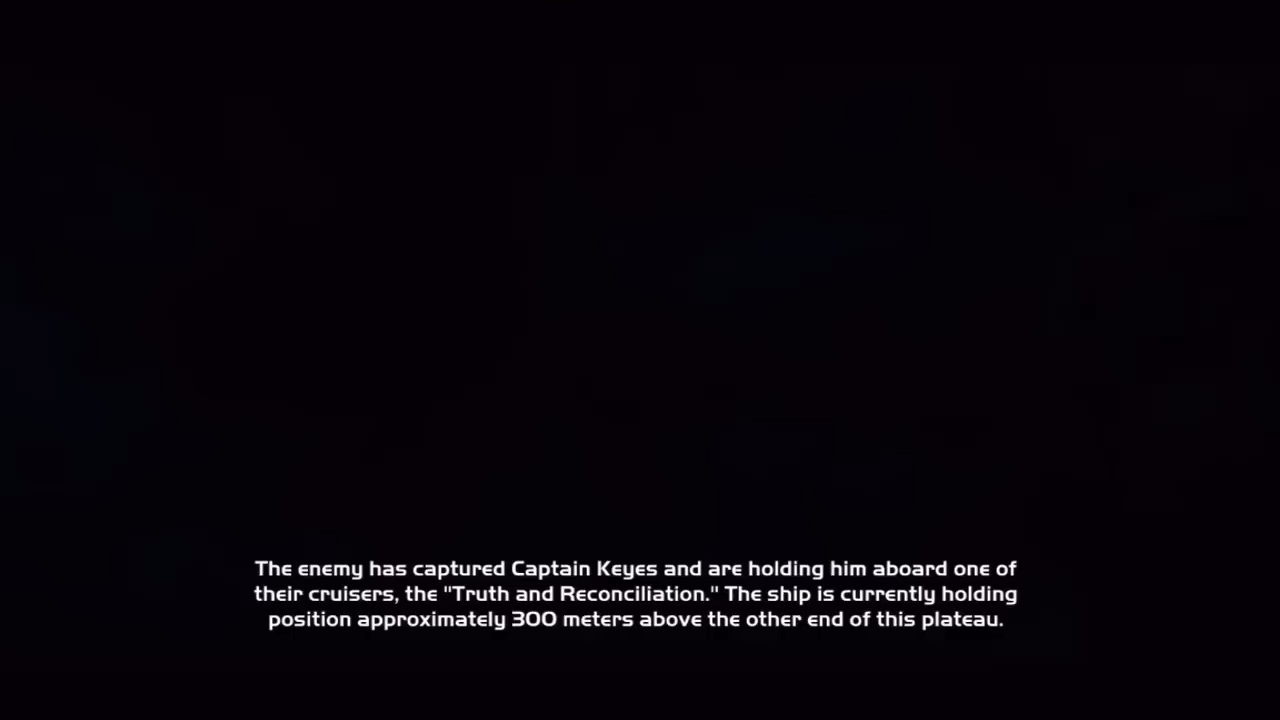 The enemy has captured Captain Keyes and are holding him aboard one of
their cruisers, the "Truth and Reconciliation." The ship is currently holding
position approximately 300 meters above the other end of this plateau.